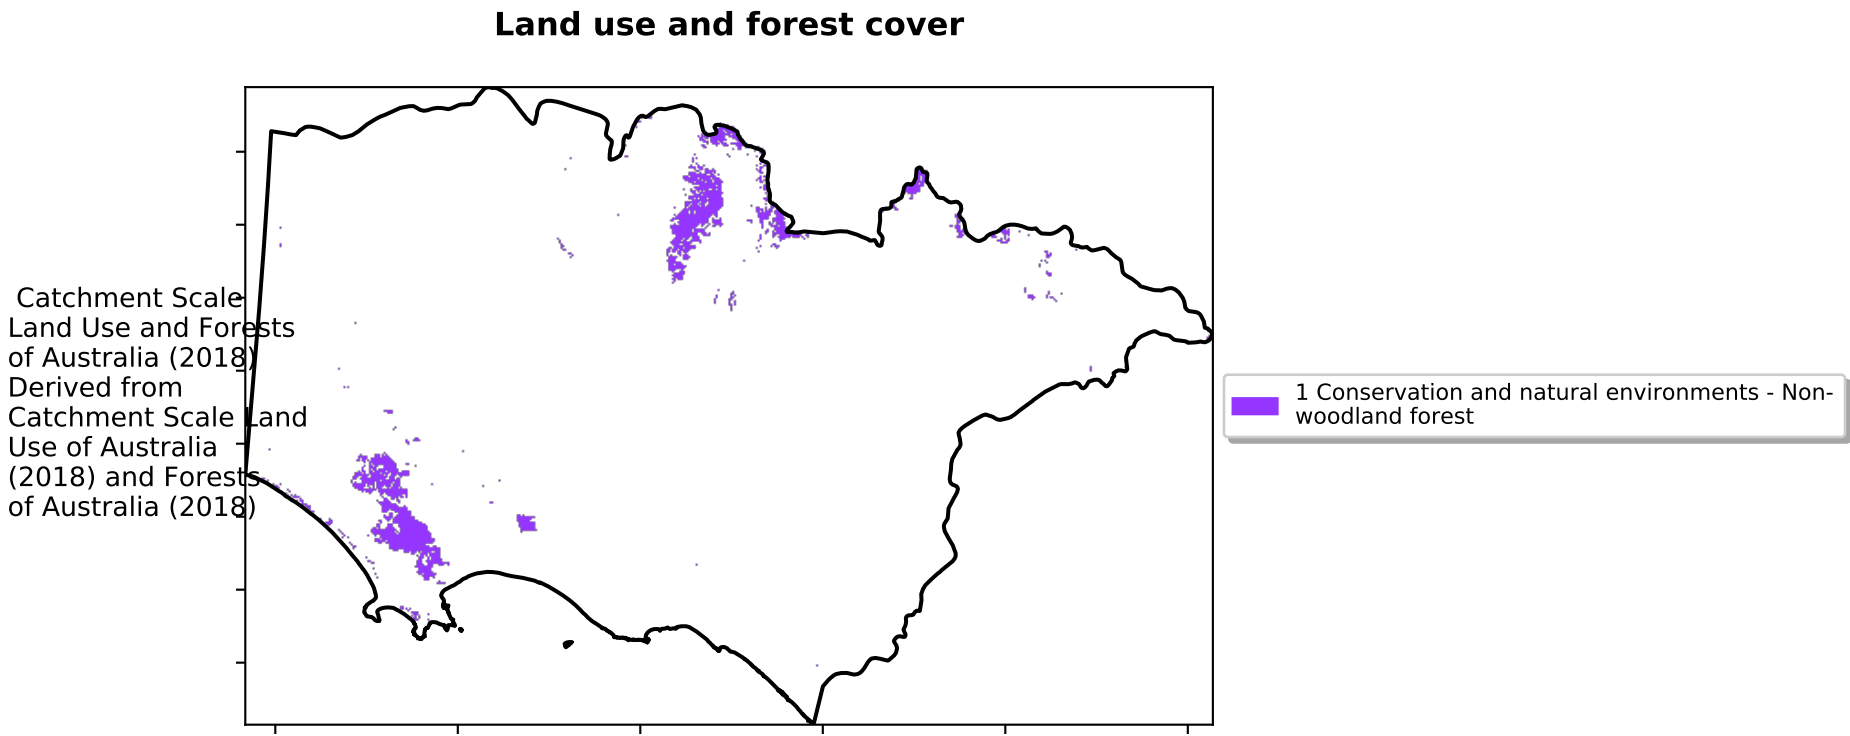 Land use and forest cover
Catchment Scale
Land Use and Forests
of Australia (2018)
Derived from
Catchment Scale Land
Use of Australia
(2018) and Forests
of Australia (2018)
1 Conservation and natural environments - Non-
woodland forest